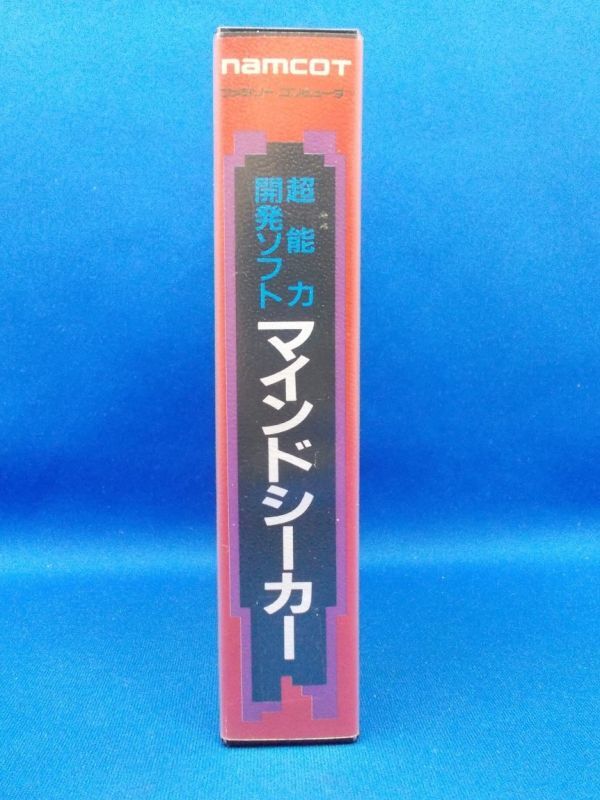 namcoT
ファミリー コンピューター
超能力
開発ソフト
マインドシーカー